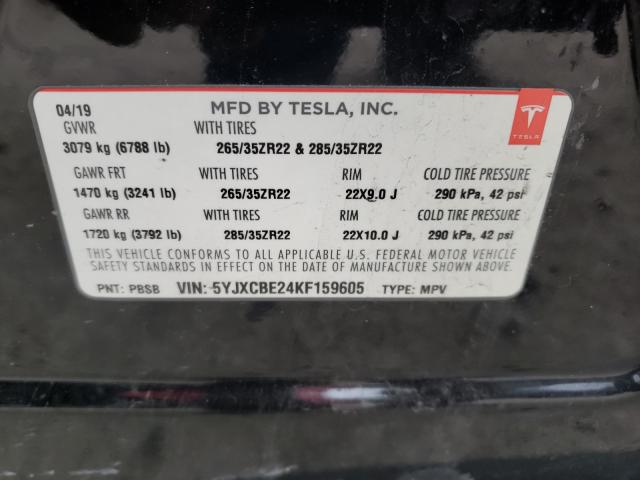 04/19 MFD BY TESLA, INC.
GVWR WITH TIRES
3079 kg (6788 lb) 265/35ZR22 & 285/35ZR22
GAWR FRT WITH TIRES RIM COLD TIRE PRESSURE
1470 kg (3241 lb) 265/35ZR22 22X9.0 J 290 kPa, 42 psi
GAWR RR WITH TIRES RIM COLD TIRE PRESSURE
1720 kg (3792 lb) 285/35ZR22 22X10.0 J 290 kPa, 42 psi
THIS VEHICLE CONFORMS TO ALL APPLICABLE U.S. FEDERAL MOTOR VEHICLE
SAFETY STANDARDS IN EFFECT ON THE DATE OF MANUFACTURE SHOWN ABOVE.
PNT: PBSB VIN: 5YJXCBE24KF159605 TYPE: MPV
TESLA